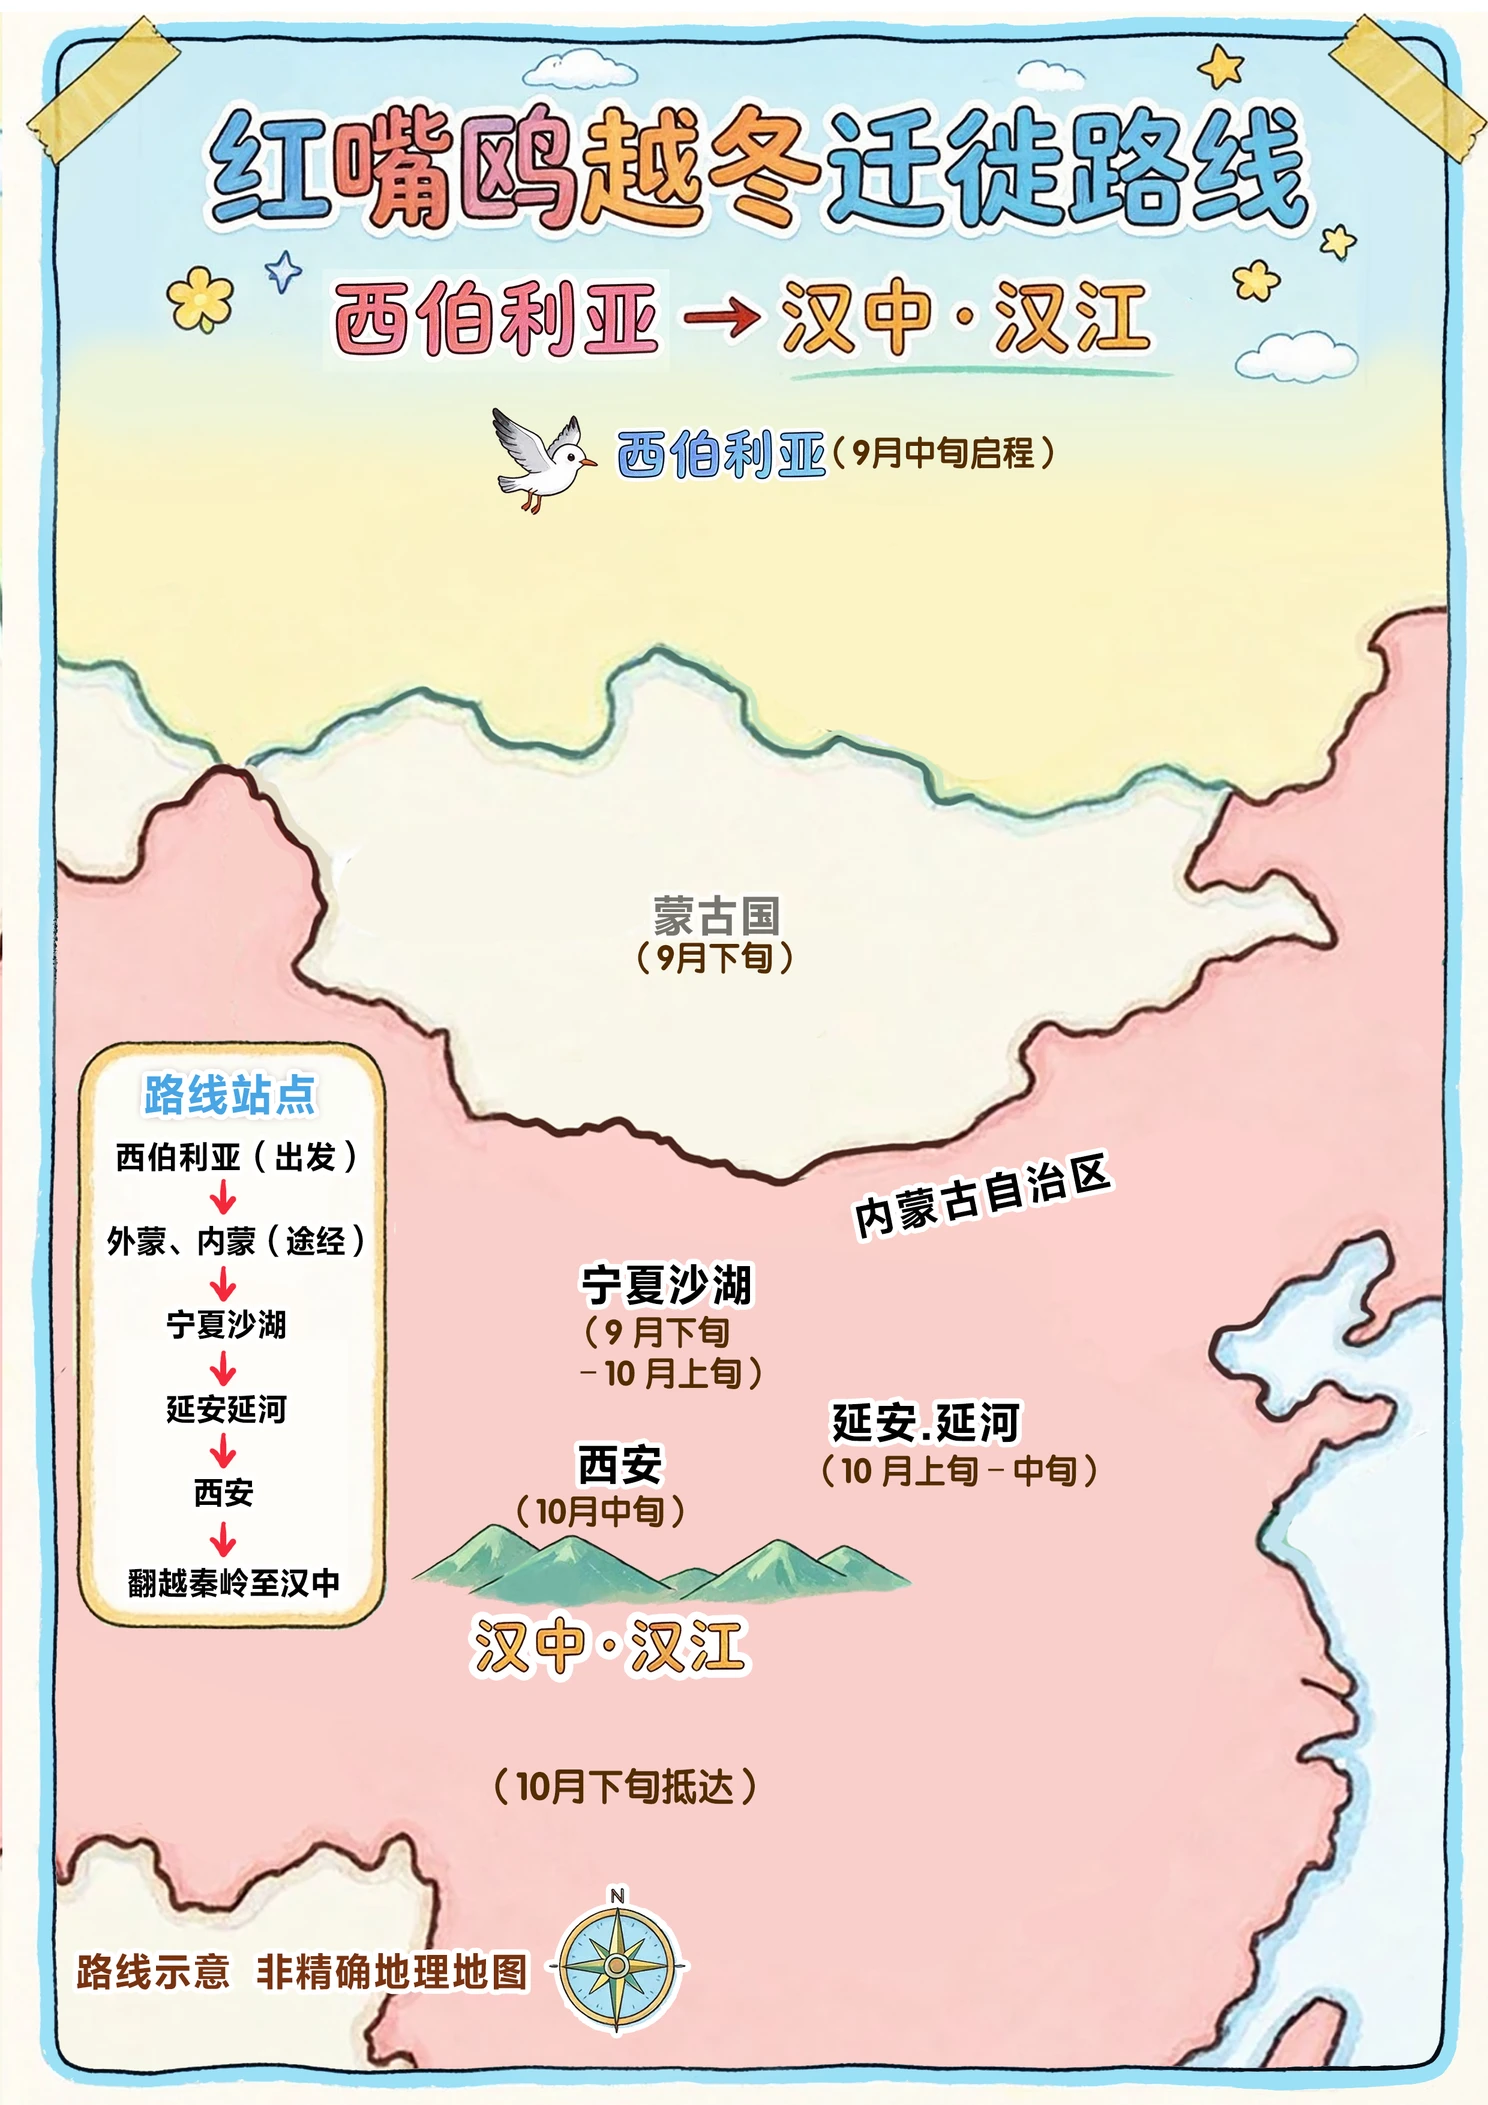 红嘴鸥越冬迁徙路线
西伯利亚→汉中·汉江
西伯利亚（9月中旬启程）
蒙古国
（9月下旬）
内蒙古自治区
宁夏沙湖
（9 月下旬
－10 月上旬）
延安.延河
（10 月上旬－中旬）
西安
（10月中旬）
汉中·汉江
（10月下旬抵达）
路线站点
西伯利亚（出发）
外蒙、内蒙（途经）
宁夏沙湖
延安延河
西安
翻越秦岭至汉中
N
路线示意 非精确地理地图